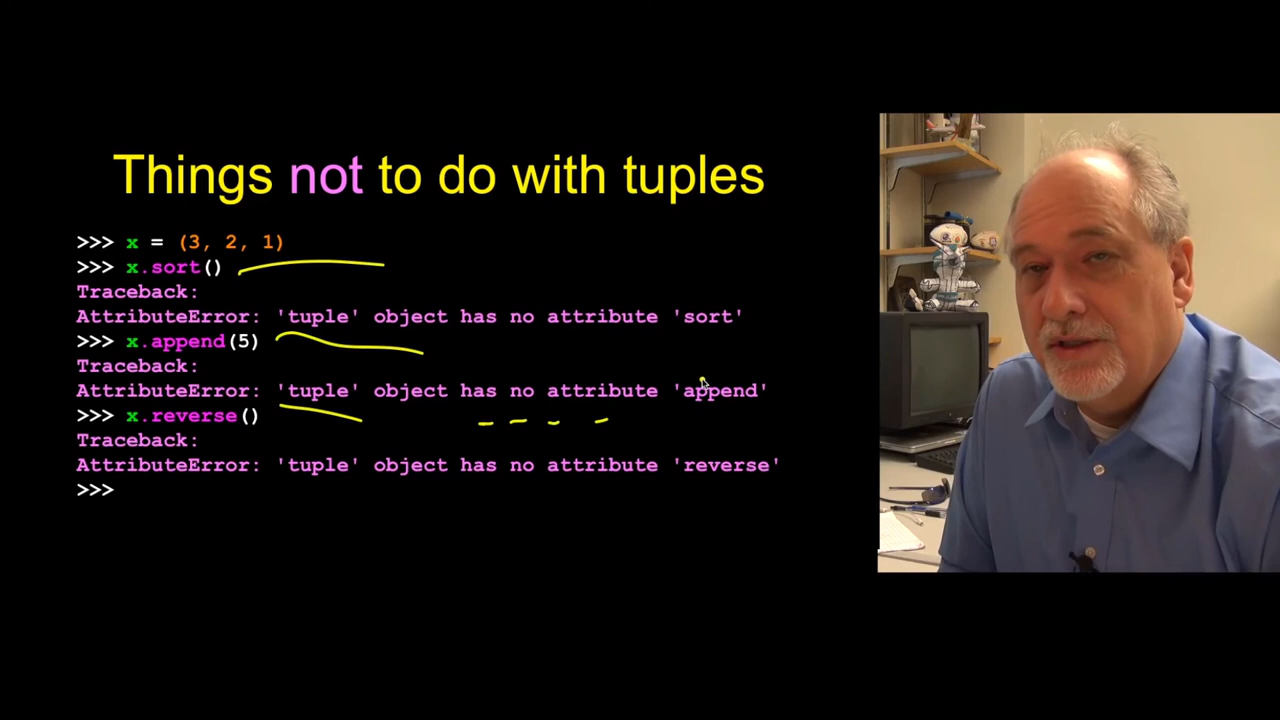 Things not to do with tuples
>>> x = (3, 2, 1)
>>> x.sort()
Traceback:
AttributeError: 'tuple' object has no attribute 'sort'
>>> x.append(5)
Traceback:
AttributeError: 'tuple' object has no attribute 'append'
>>> x.reverse()
Traceback:
AttributeError: 'tuple' object has no attribute 'reverse'
>>>